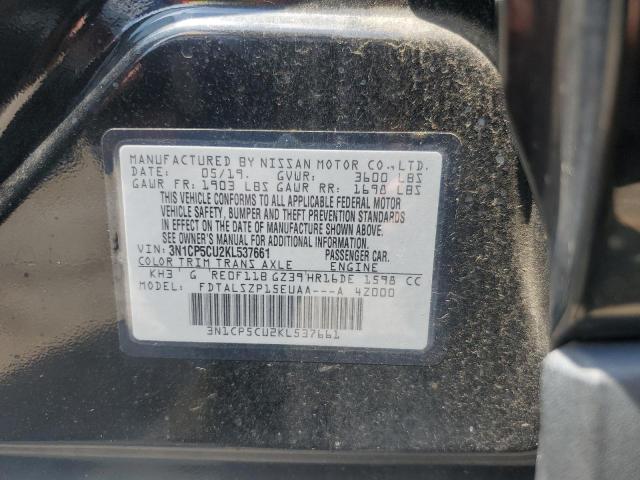 MANUFACTURED BY NISSAN MOTOR CO.,LTD.
DATE: 05/19. GVWR: 3600 LBS
GAWR FR: 1903 LBS GAWR RR: 1698 LBS
THIS VEHICLE CONFORMS TO ALL APPLICABLE FEDERAL MOTOR
VEHICLE SAFETY, BUMPER AND THEFT PREVENTION STANDARDS
IN EFFECT ON THE DATE OF MANUFACTURE SHOWN ABOVE.
SEE OWNER'S MANUAL FOR ADDITIONAL INFORMATION.
VIN: 3N1CP5CU2KL537661 PASSENGER CAR.
COLOR TRIM TRANS AXLE ENGINE
KH3 G RE0F11B GZ39 HR16DE 1598 CC
MODEL: FDTALSZP15EUAA---A 4Z000
3N1CP5CU2KL537661